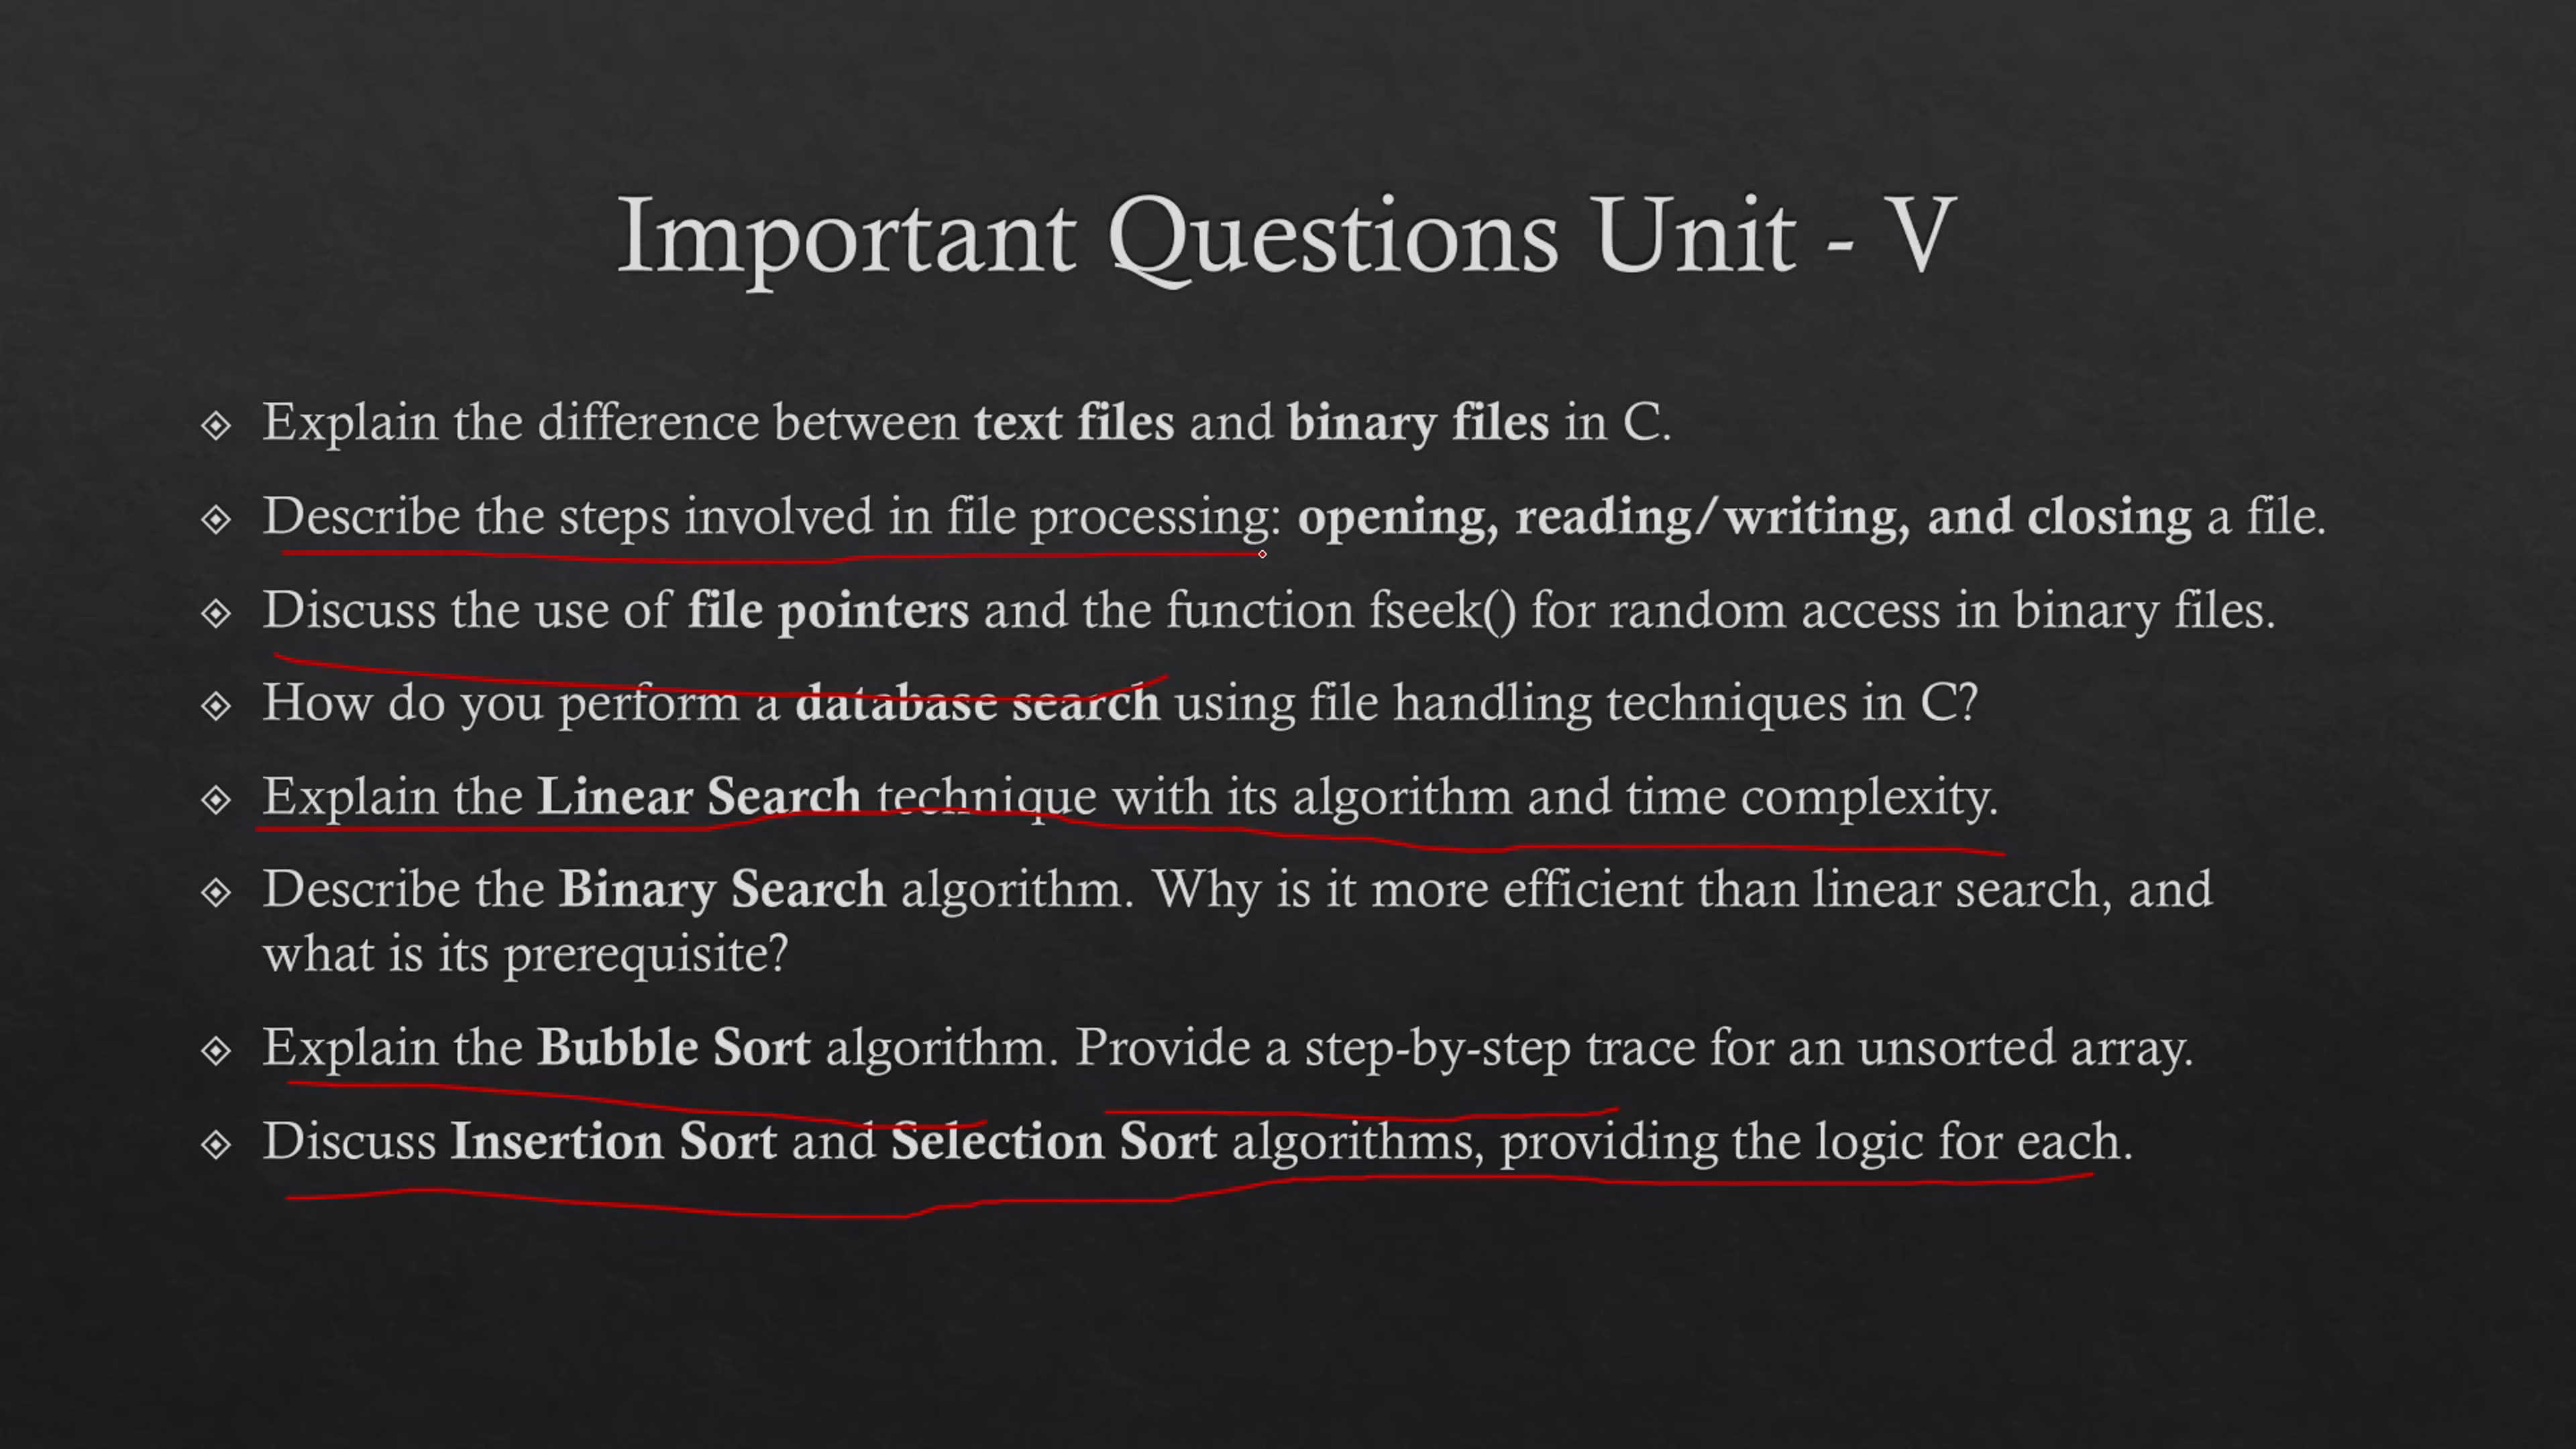 Important Questions Unit - V
Explain the difference between text files and binary files in C.
Describe the steps involved in file processing: opening, reading/writing, and closing a file.
Discuss the use of file pointers and the function fseek() for random access in binary files.
How do you perform a database search using file handling techniques in C?
Explain the Linear Search technique with its algorithm and time complexity.
Describe the Binary Search algorithm. Why is it more efficient than linear search, and
what is its prerequisite?
Explain the Bubble Sort algorithm. Provide a step-by-step trace for an unsorted array.
Discuss Insertion Sort and Selection Sort algorithms, providing the logic for each.